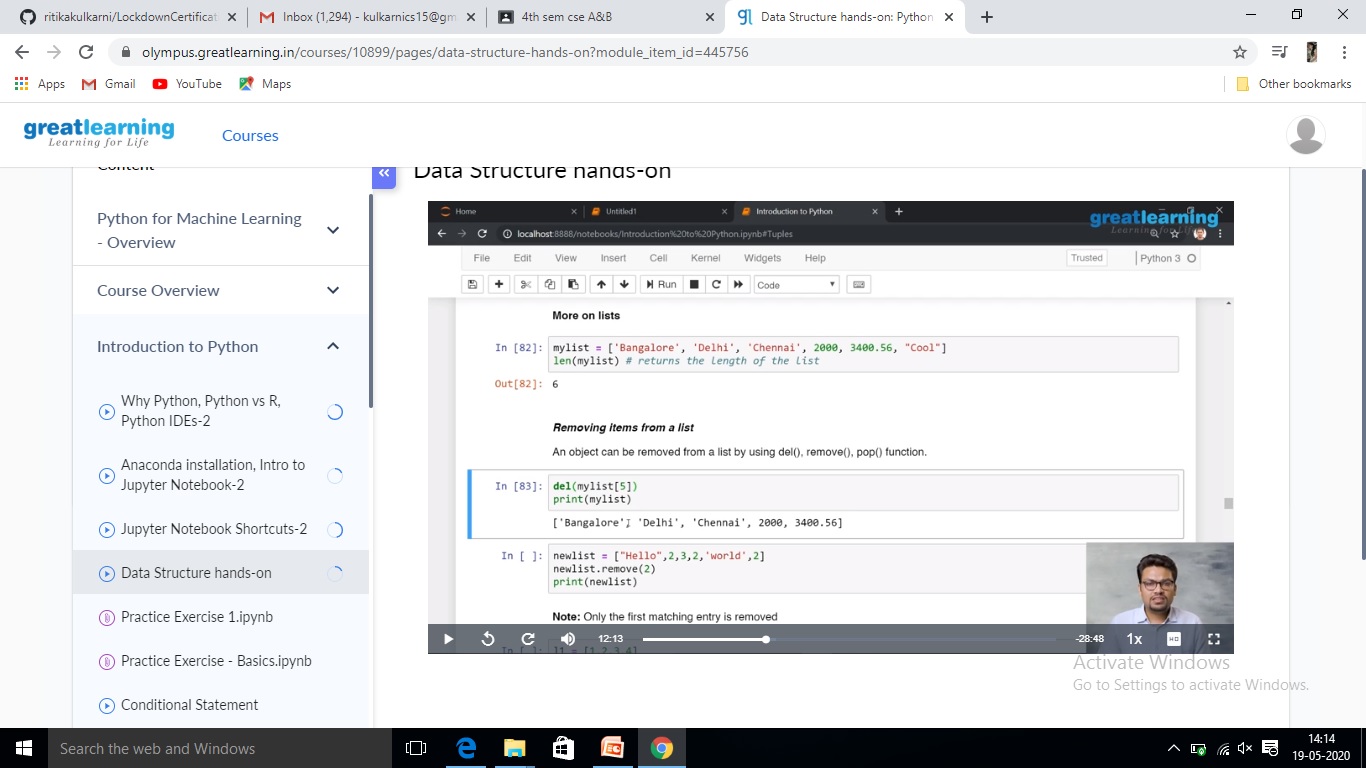 ritikakulkarni/LockdownCertificat
Inbox (1,294) - kulkarnics15@gm
4th sem cse A&B
Data Structure hands-on: Python
olympus.greatlearning.in/courses/10899/pages/data-structure-hands-on?module_item_id=445756
Apps
Gmail
YouTube
Maps
Other bookmarks
greatlearning
Learning for Life
Courses
Content
Data Structure hands-on
Python for Machine Learning
- Overview
Course Overview
Introduction to Python
Why Python, Python vs R,
Python IDEs-2
Anaconda installation, Intro to
Jupyter Notebook-2
Jupyter Notebook Shortcuts-2
Data Structure hands-on
Practice Exercise 1.ipynb
Practice Exercise - Basics.ipynb
Conditional Statement
Home
Untitled1
Introduction to Python
greatlearning
Learning for Life
localhost:8888/notebooks/Introduction%20to%20Python.ipynb#Tuples
File Edit View Insert Cell Kernel Widgets Help
Trusted
Python 3
Run
Code
More on lists
In [82]: mylist = ['Bangalore', 'Delhi', 'Chennai', 2000, 3400.56, "Cool"]
len(mylist) # returns the length of the list
Out[82]: 6
Removing items from a list
An object can be removed from a list by using del(), remove(), pop() function.
In [83]: del(mylist[5])
print(mylist)
['Bangalore', 'Delhi', 'Chennai', 2000, 3400.56]
In [ ]: newlist = ["Hello",2,3,2,'world',2]
newlist.remove(2)
print(newlist)
Note: Only the first matching entry is removed
In [ ]: l1 = [1,2,3,4]
12:13
-28:48
1x
HD
Activate Windows
Go to Settings to activate Windows.
Search the web and Windows
14:14
19-05-2020